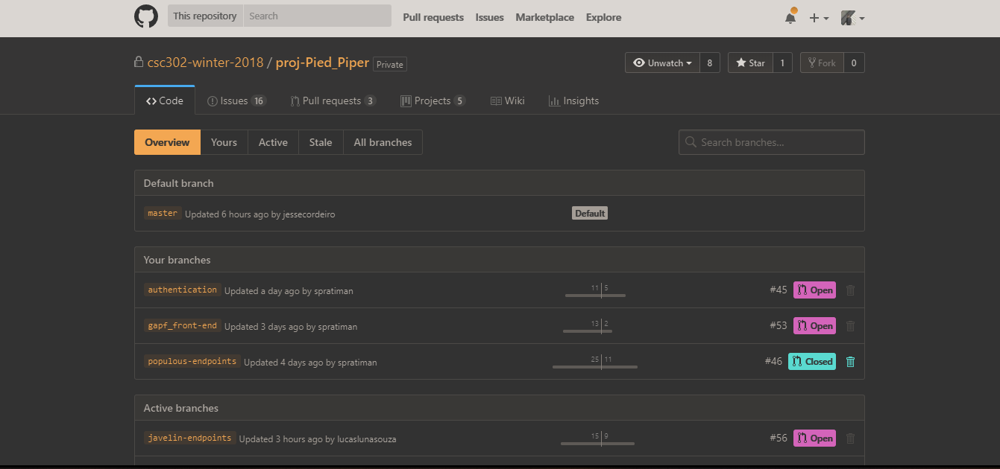 This repository Search Pull requests Issues Marketplace Explore
csc302-winter-2018 / proj-Pied_Piper Private Unwatch 8 Star 1 Fork 0
Code Issues 16 Pull requests 3 Projects 5 Wiki Insights
Overview Yours Active Stale All branches Search branches...
Default branch
master Updated 6 hours ago by jessecordeiro Default
Your branches
authentication Updated a day ago by spratiman 11 5 #45 Open
gapf_front-end Updated 3 days ago by spratiman 13 2 #53 Open
populous-endpoints Updated 4 days ago by spratiman 25 11 #46 Closed
Active branches
javelin-endpoints Updated 3 hours ago by lucaslunasouza 15 9 #56 Open